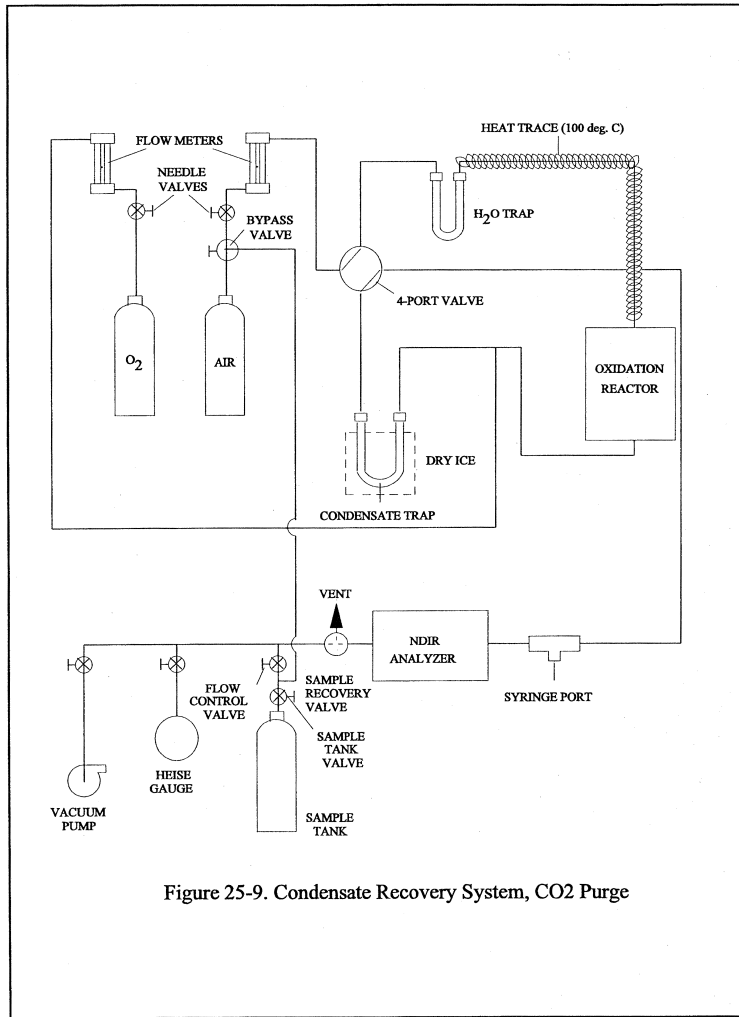 HEAT TRACE (100 deg. C)
FLOW METERS
NEEDLE
VALVES
H2O TRAP
BYPASS
VALVE
4-PORT VALVE
O2
AIR
OXIDATION
REACTOR
DRY ICE
CONDENSATE TRAP
VENT
NDIR
ANALYZER
SYRINGE PORT
FLOW
CONTROL
VALVE
SAMPLE
RECOVERY
VALVE
SAMPLE
TANK
VALVE
HEISE
GAUGE
VACUUM
PUMP
SAMPLE
TANK
Figure 25-9. Condensate Recovery System, CO2 Purge